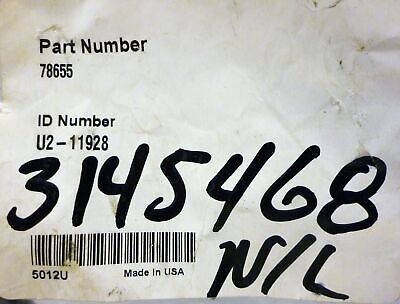 Part Number
78655
ID Number
U2-11928
3145468
5012U Made In USA
N/L